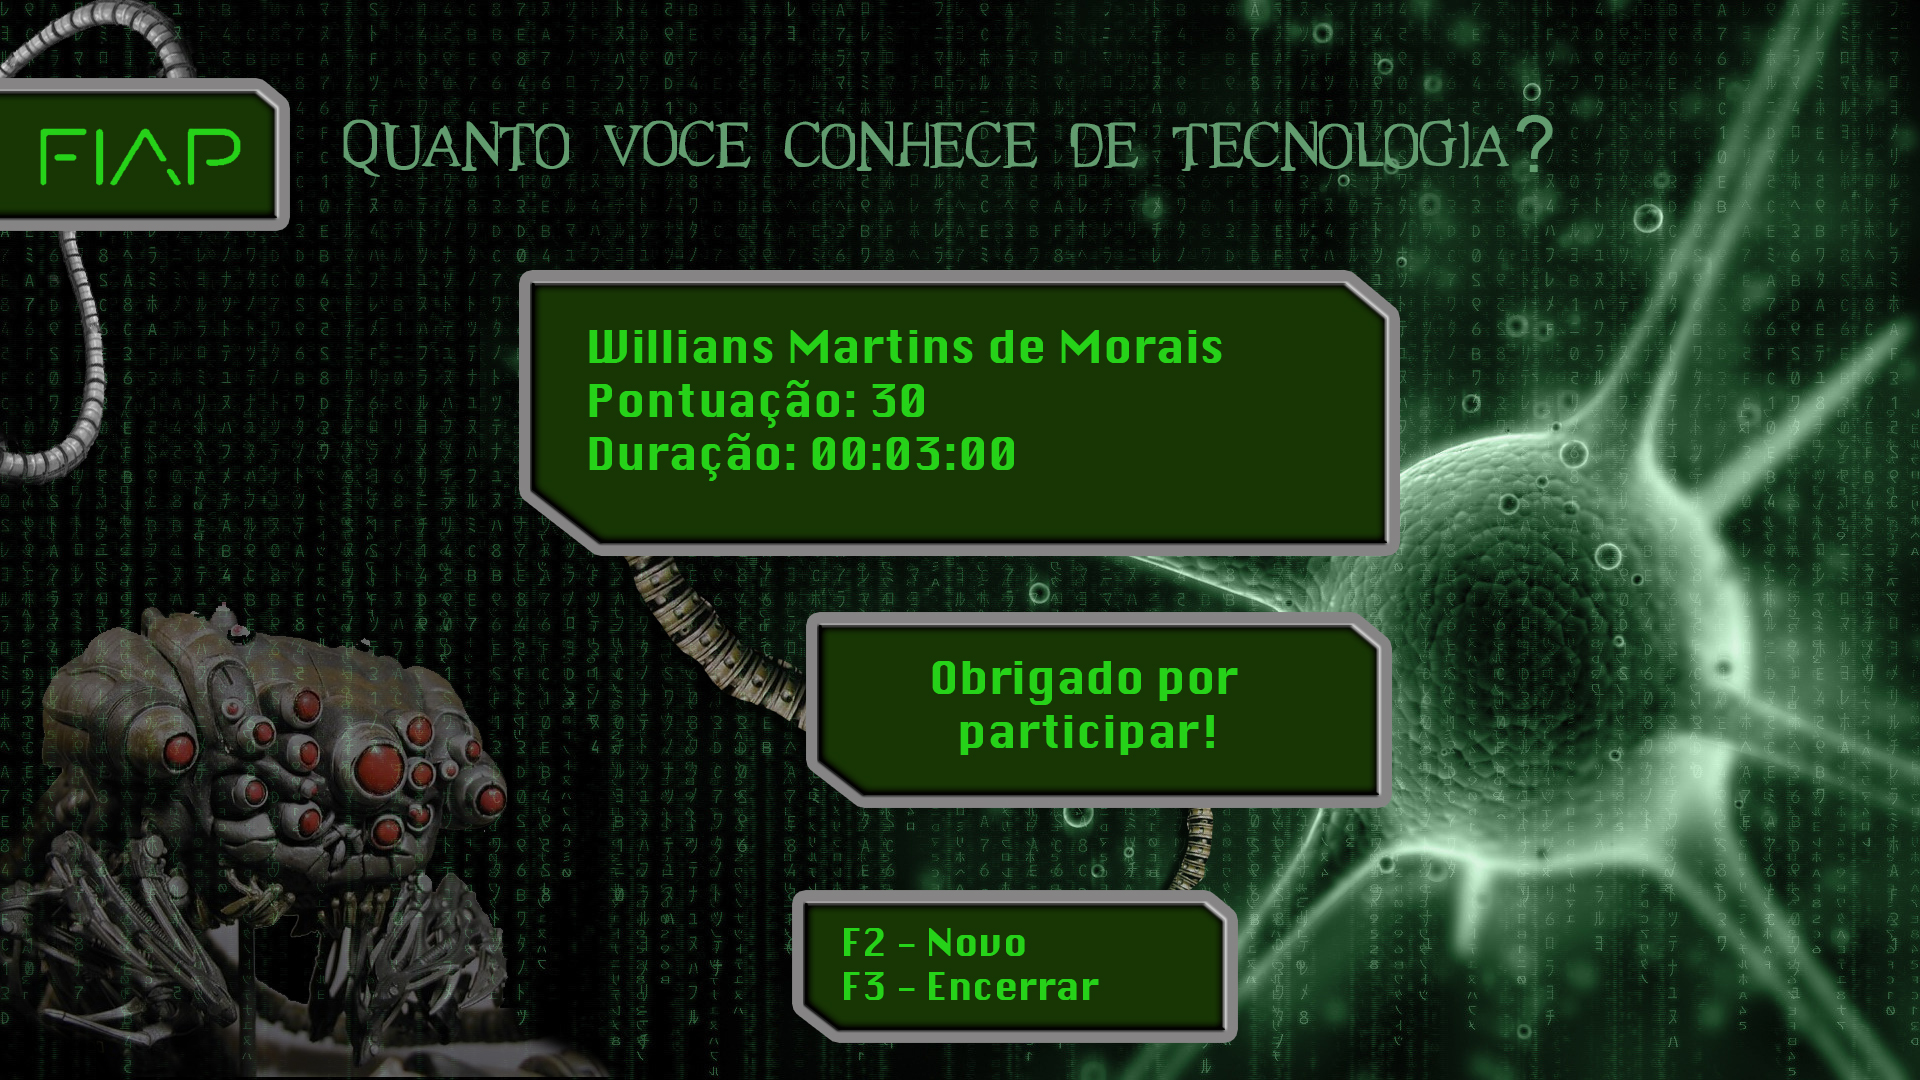 FIAP
QUANTO VOCE CONHECE DE TECNOLOGIA?
Willians Martins de Morais
Pontuação: 30
Duração: 00:03:00
Obrigado por
participar!
F2 - Novo
F3 - Encerrar